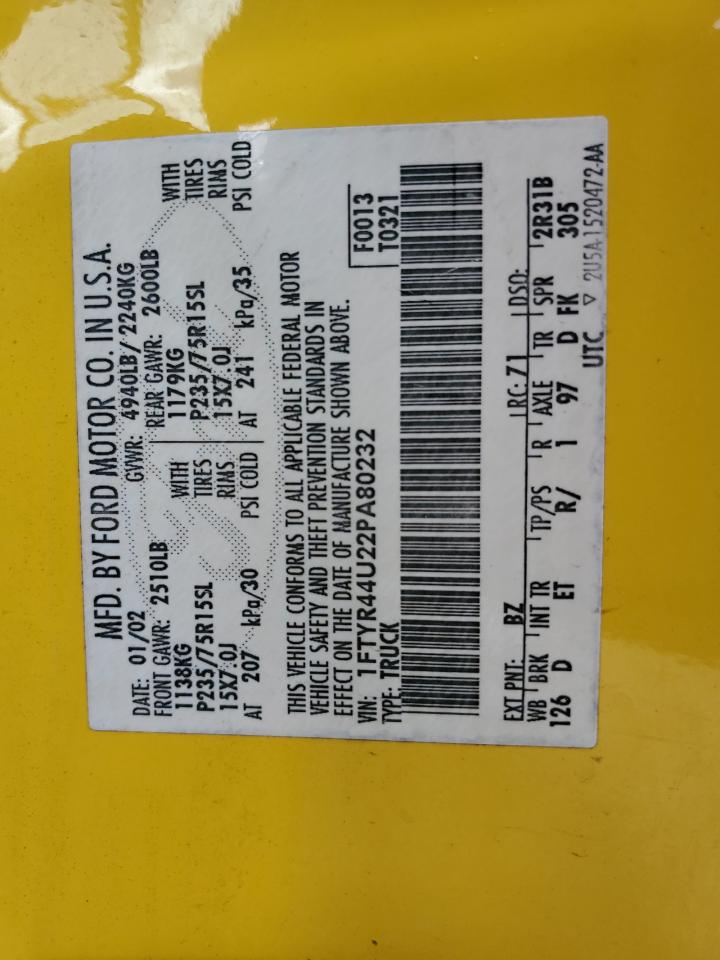 MFD. BY FORD MOTOR CO. IN U.S.A.
DATE: 01/02 GVWR: 4940LB/ 2240KG
FRONT GAWR: 2510LB REAR GAWR: 2600LB
1138KG WITH 1179KG WITH
P235/75R15SL TIRES P235/75R15SL TIRES
15X7.0J RIMS 15X7.0J RIMS
AT 207 kPa/30 PSI COLD AT 241 kPa/35 PSI COLD
THIS VEHICLE CONFORMS TO ALL APPLICABLE FEDERAL MOTOR
VEHICLE SAFETY AND THEFT PREVENTION STANDARDS IN
EFFECT ON THE DATE OF MANUFACTURE SHOWN ABOVE.
VIN: 1FTYR44U22PA80232 F0013
TYPE: TRUCK T0321
EXT PNT: BZ RC: 71 DSO:
WB BRK INT TR TP/PS R AXLE TR SPR 2R31B
126 D ET R/ 1 97 D FK 305
UTC ▽ 2U5A-1520472-AA